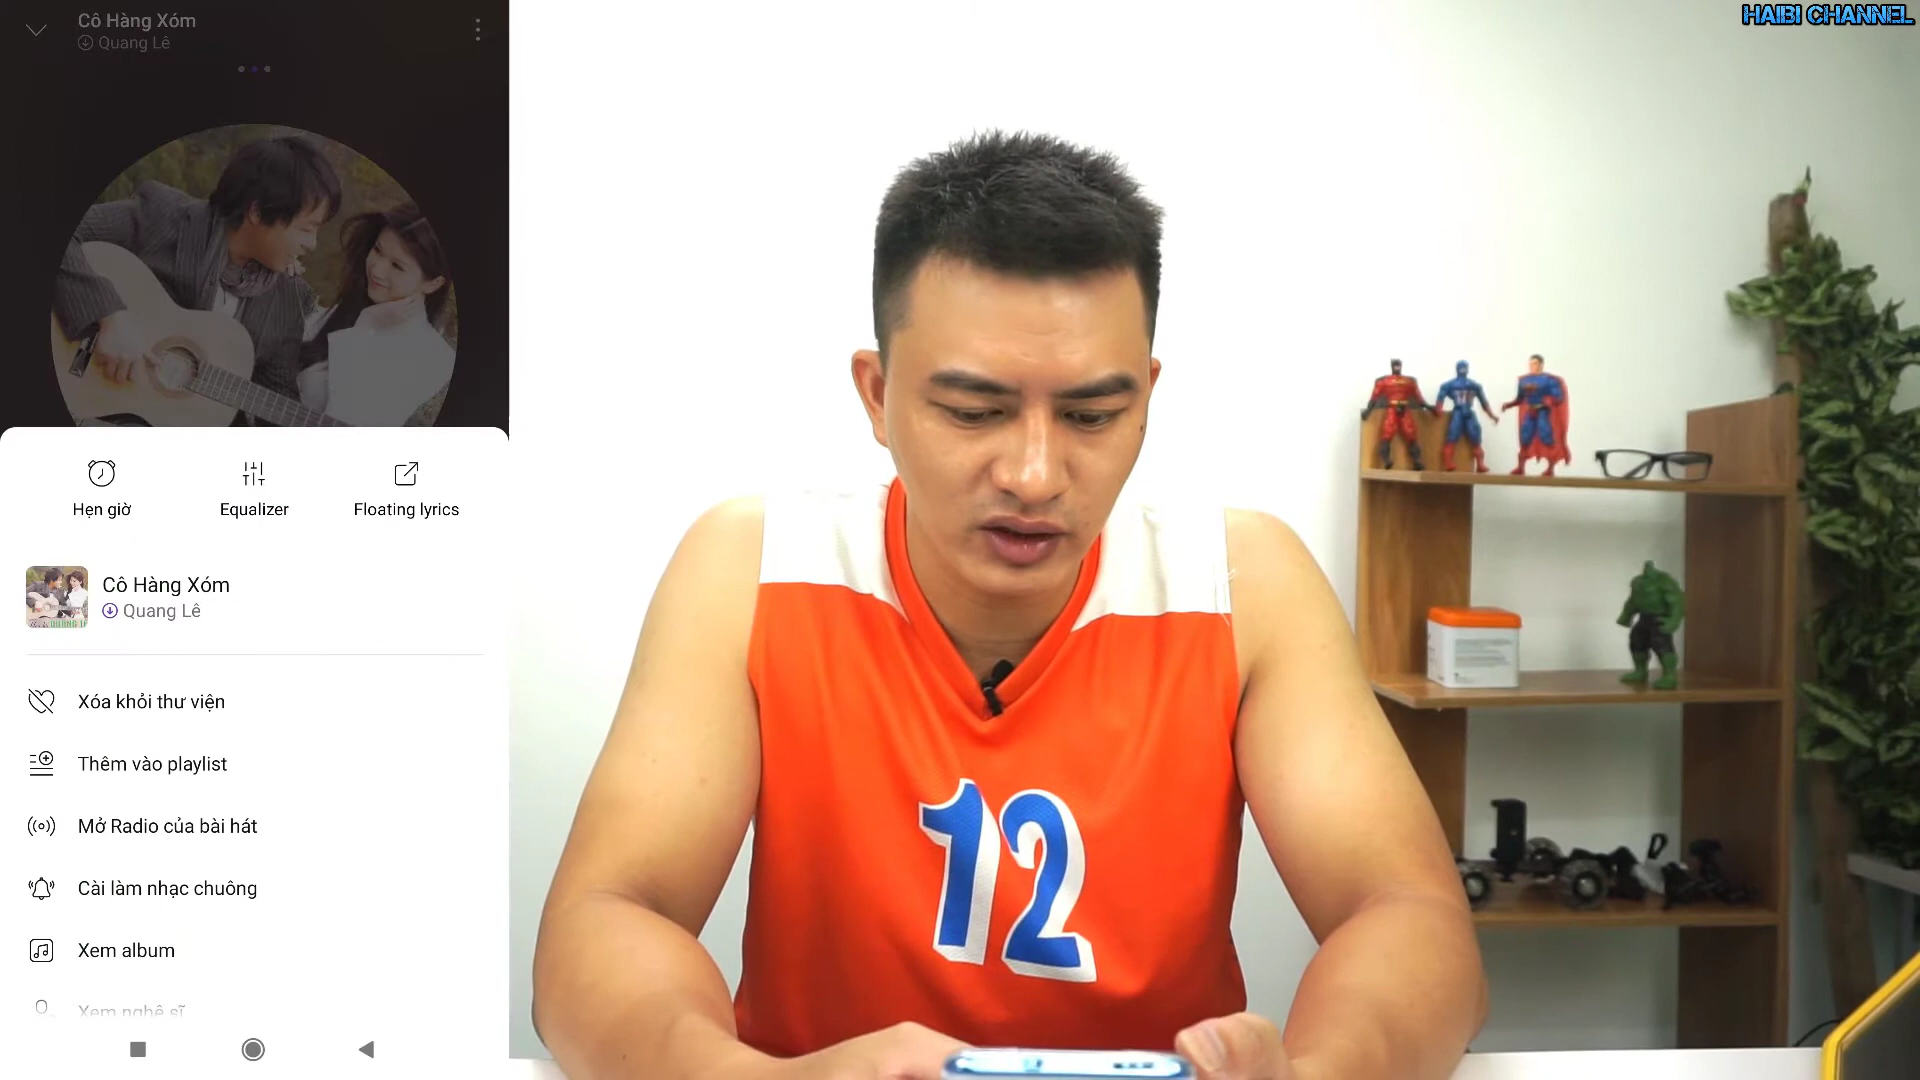 Cô Hàng Xóm
Quang Lê
HAIBI CHANNEL
Hẹn giờ
Equalizer
Floating lyrics
Cô Hàng Xóm
Quang Lê
QUANG LÊ
Xóa khỏi thư viện
Thêm vào playlist
Mở Radio của bài hát
Cài làm nhạc chuông
Xem album
Xem nghệ sĩ
12